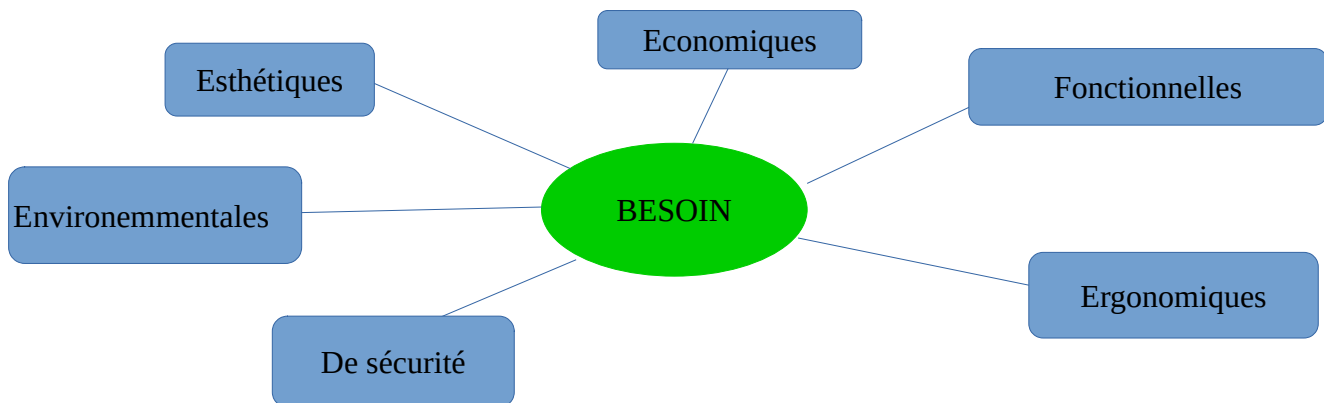 Economiques
Esthétiques
Fonctionnelles
Environemmentales
BESOIN
Ergonomiques
De sécurité